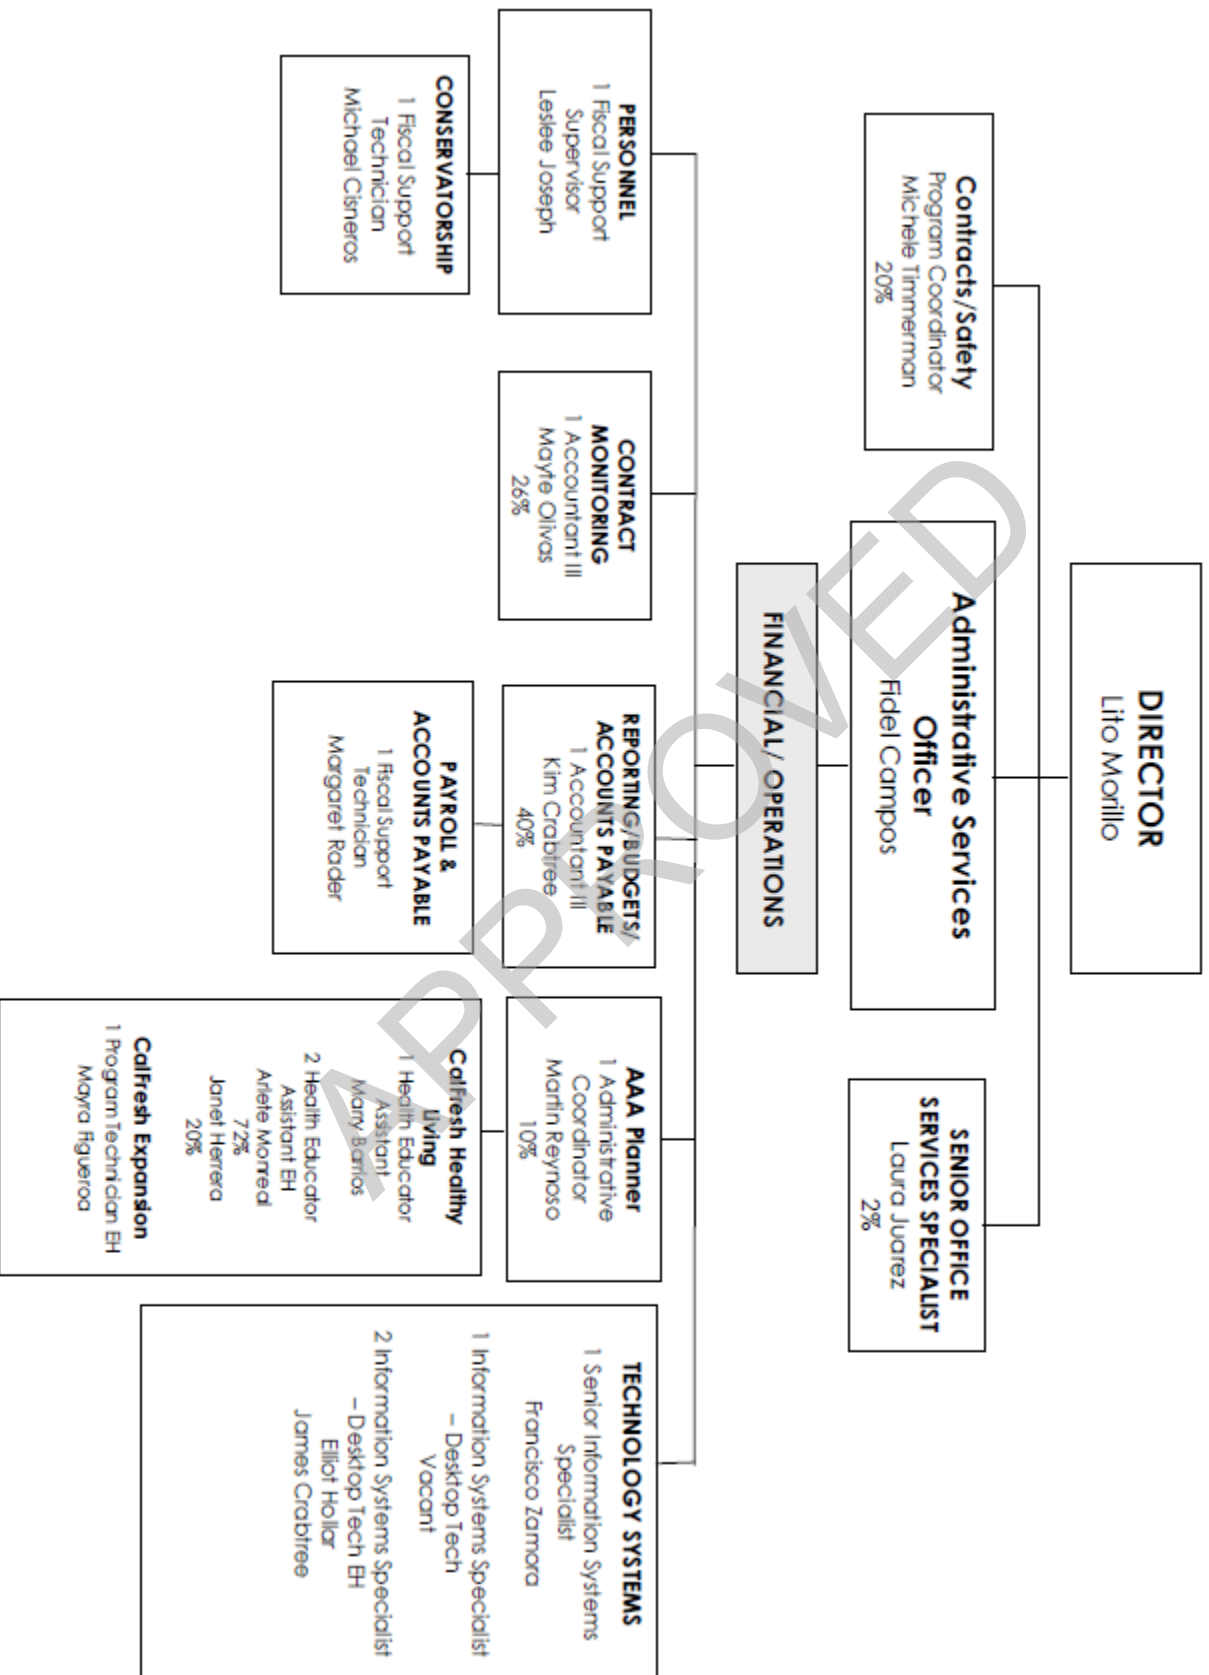 DIRECTOR
Lito Morillo
Contracts/Safety
Program Coordinator
Michele Timmerman
20%
Administrative Services
Officer
Fidel Campos
SENIOR OFFICE
SERVICES SPECIALIST
Laura Juarez
2%
FINANCIAL/OPERATIONS
PERSONNEL
1 Fiscal Support
Supervisor
Leslee Joseph
CONTRACT
MONITORING
1 Accountant III
Mayte Olivas
26%
REPORTING/BUDGETS/
ACCOUNTS PAYABLE
1 Accountant III
Kim Crabtree
40%
AAA Planner
1 Administrative
Coordinator
Martin Reynoso
10%
TECHNOLOGY SYSTEMS
1 Senior Information Systems
Specialist
Francisco Zamora
1 Information Systems Specialist
– Desktop Tech
Vacant
2 Information Systems Specialist
– Desktop Tech EH
Elliot Hollar
James Crabtree
CONSERVATORSHIP
1 Fiscal Support
Technician
Michael Cisneros
PAYROLL &
ACCOUNTS PAYABLE
1 Fiscal Support
Technician
Margaret Rader
CalFresh Healthy
Living
1 Health Educator
Assistant
Marry Barrios
2 Health Educator
Assistant EH
Arlete Monreal
72%
Janet Herrera
20%
CalFresh Expansion
1 Program Technician EH
Mayra Figueroa
APPROVED